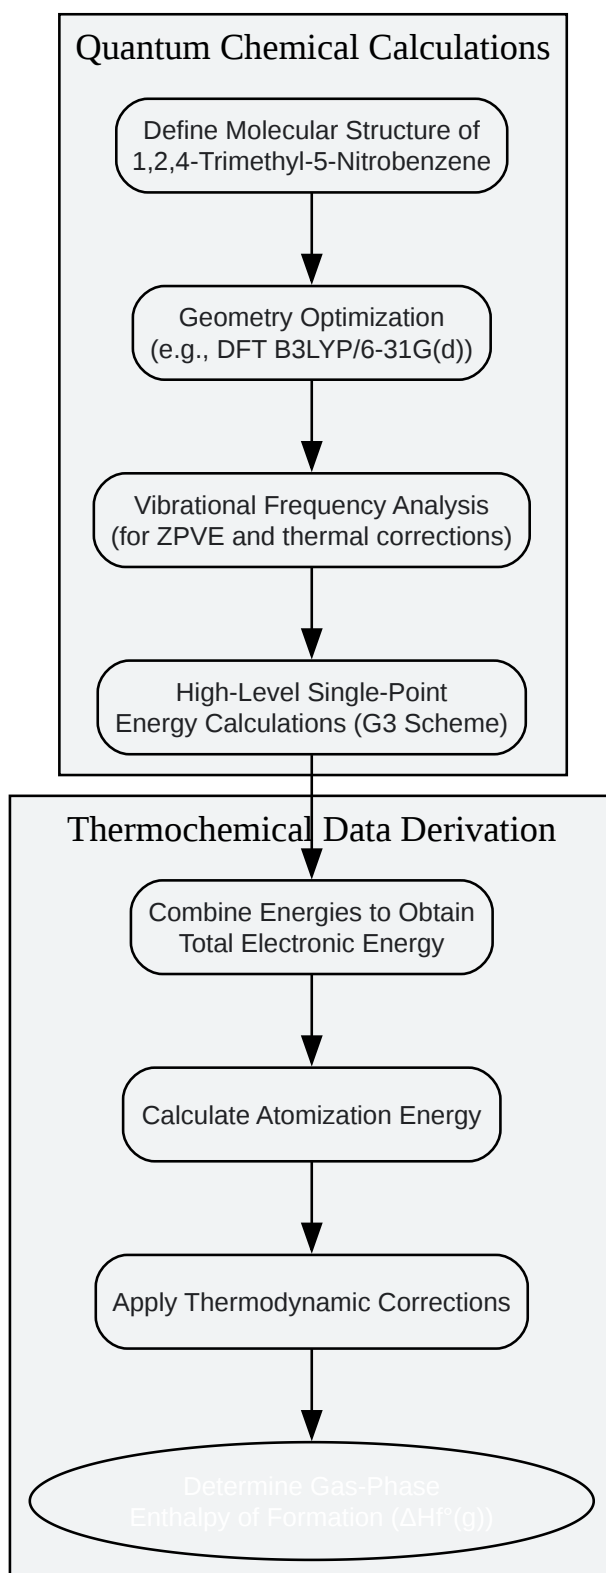 Quantum Chemical Calculations
Define Molecular Structure of
1,2,4-Trimethyl-5-Nitrobenzene
Geometry Optimization
(e.g., DFT B3LYP/6-31G(d))
Vibrational Frequency Analysis
(for ZPVE and thermal corrections)
High-Level Single-Point
Energy Calculations (G3 Scheme)
Thermochemical Data Derivation
Combine Energies to Obtain
Total Electronic Energy
Calculate Atomization Energy
Apply Thermodynamic Corrections
Determine Gas-Phase
Enthalpy of Formation (ΔHf°(g))